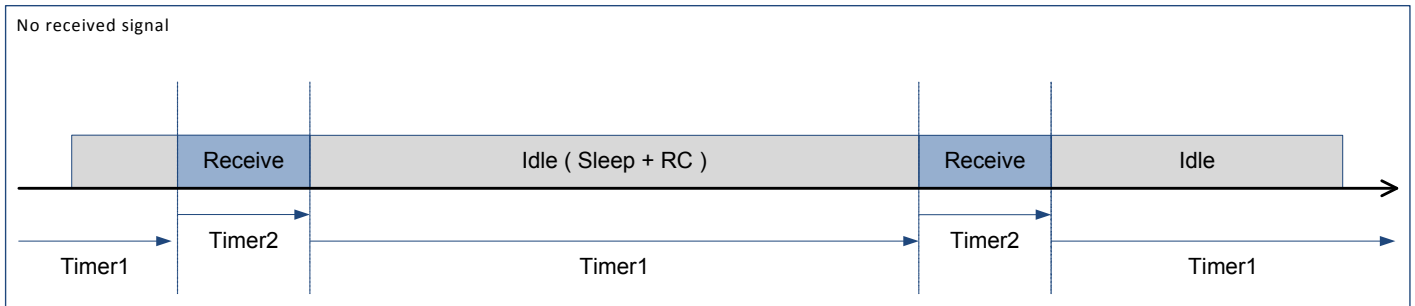 No received signal
Receive
Idle ( Sleep + RC )
Receive
Idle
Timer2
Timer2
Timer1
Timer1
Timer1